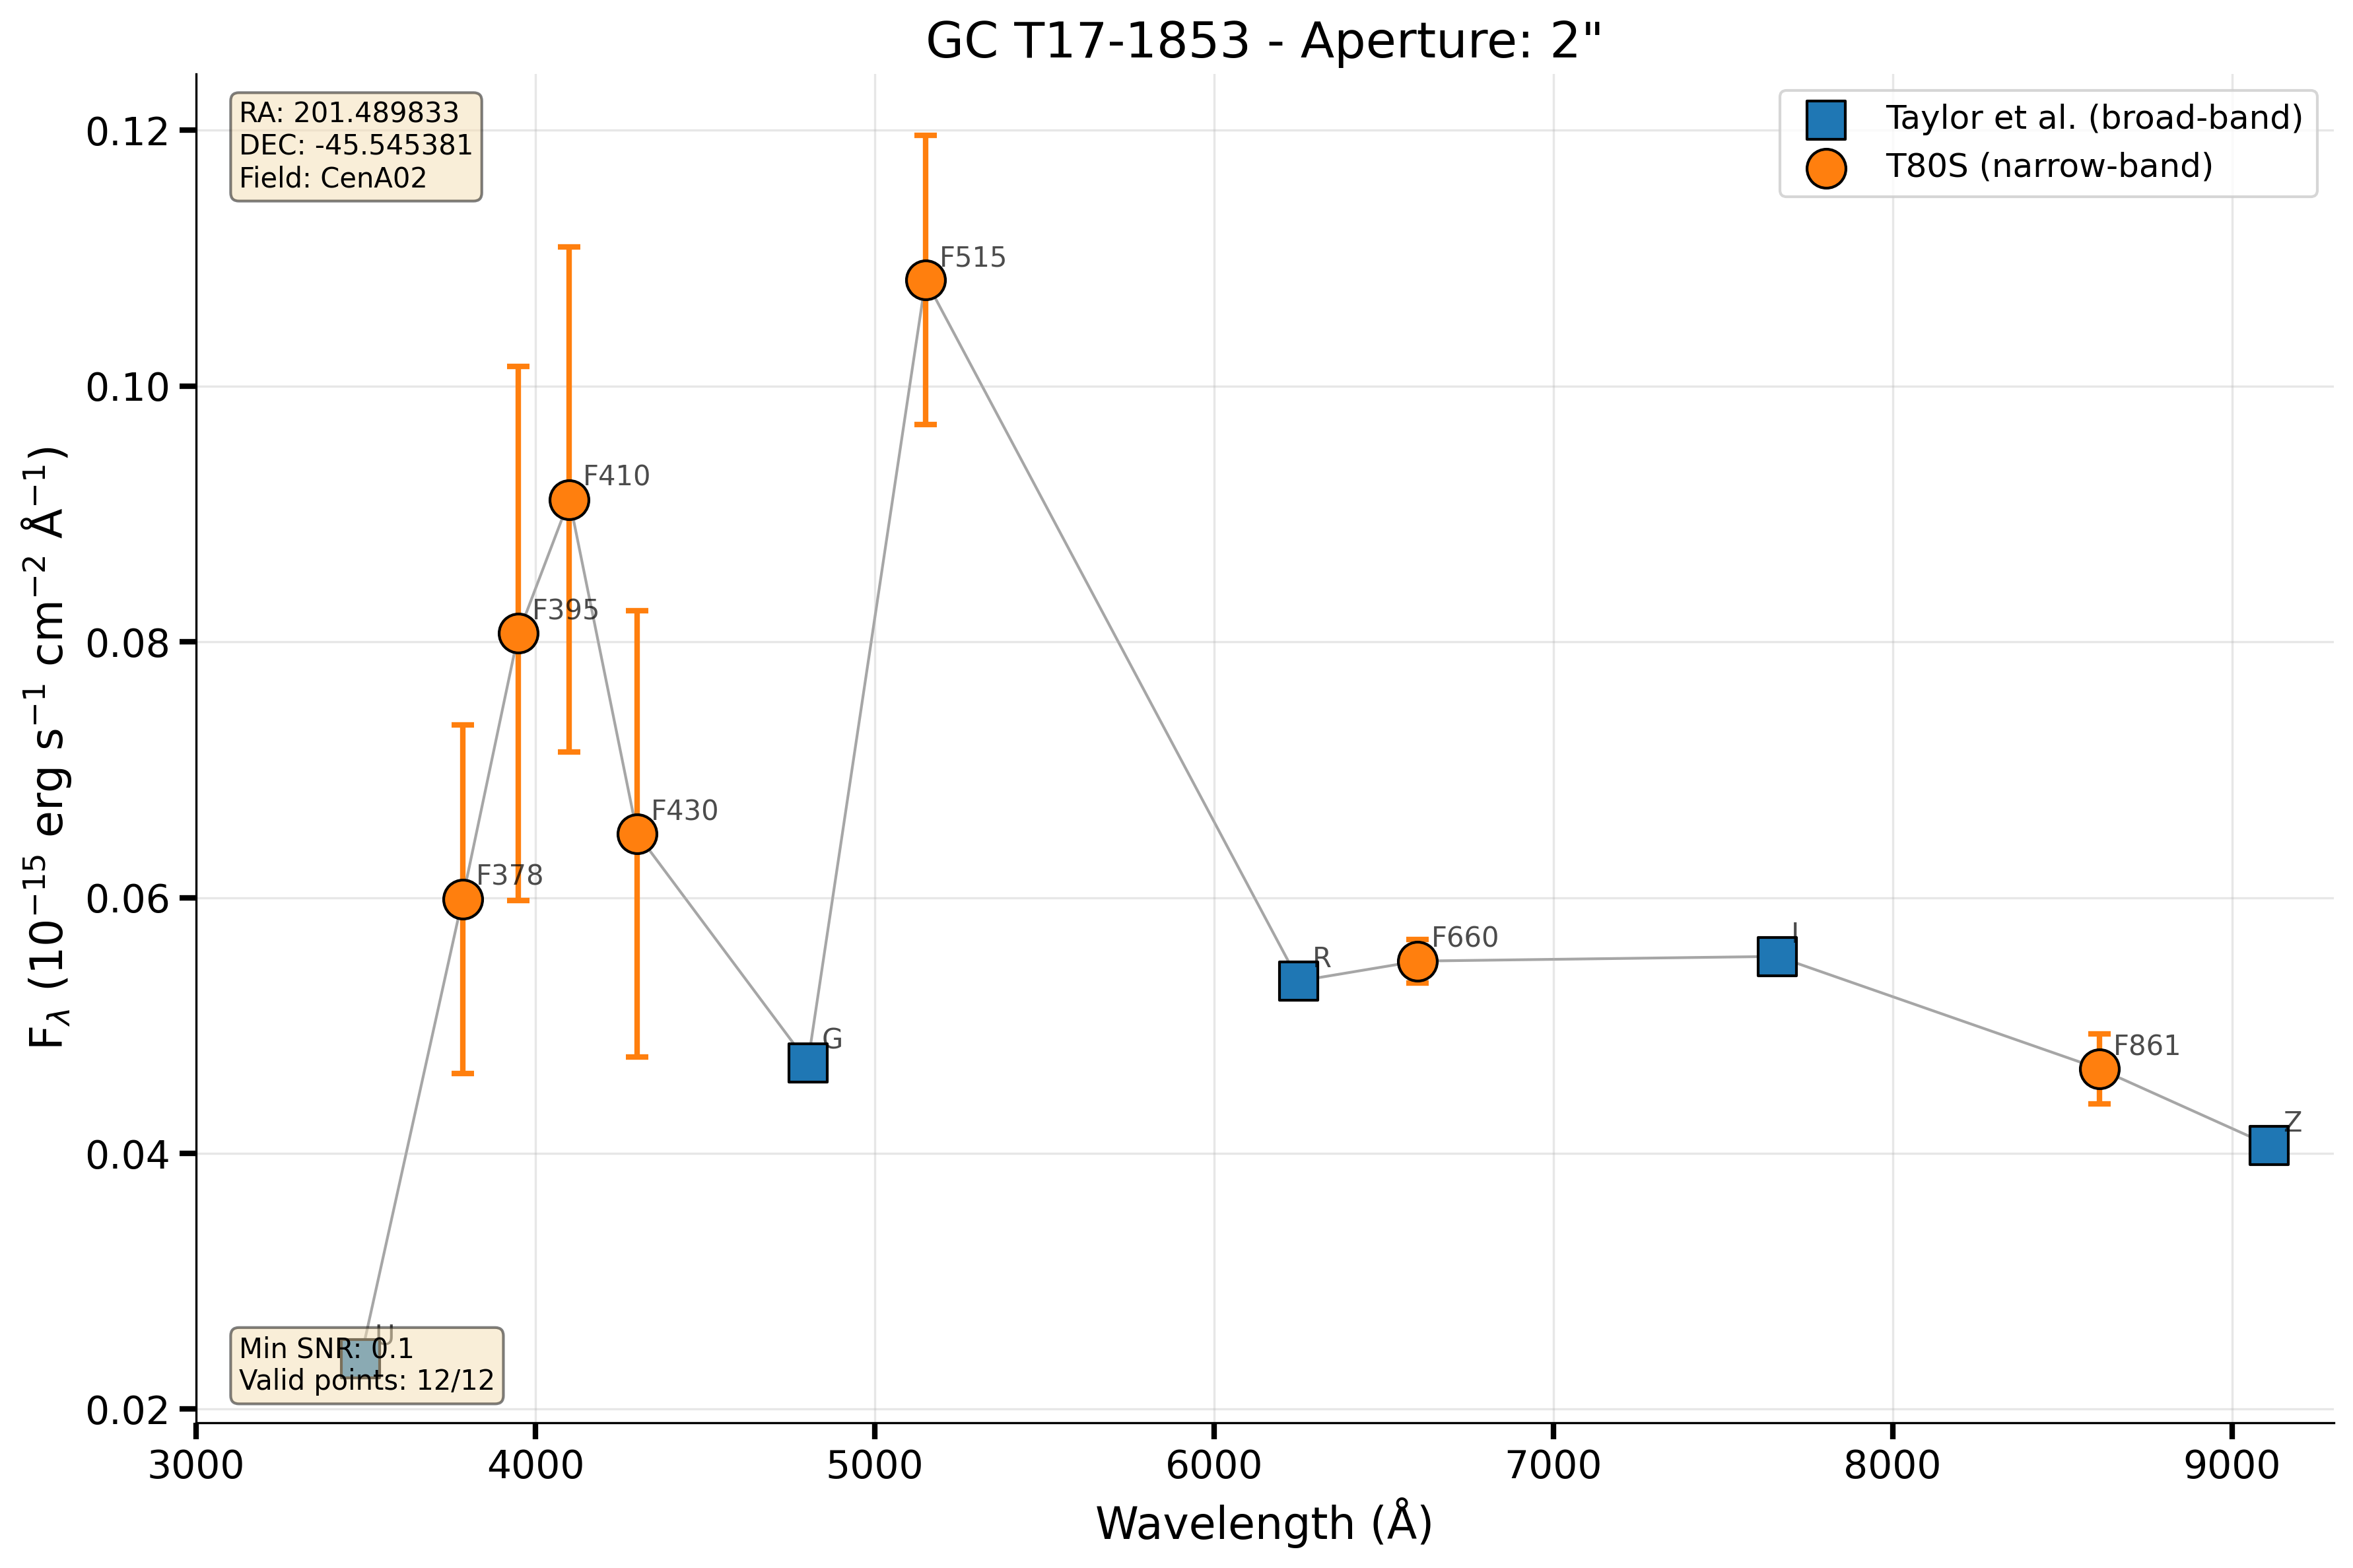 GC T17-1853 - Aperture: 2"
RA: 201.489833
DEC: -45.545381
Field: CenA02
Taylor et al. (broad-band)
T80S (narrow-band)
0.12
0.10
0.08
0.06
0.04
0.02
F_λ (10⁻¹⁵ erg s⁻¹ cm⁻² Å⁻¹)
F515
F410
F395
F378
F430
G
R
F660
I
F861
Z
U
Min SNR: 0.1
Valid points: 12/12
3000 4000 5000 6000 7000 8000 9000
Wavelength (Å)